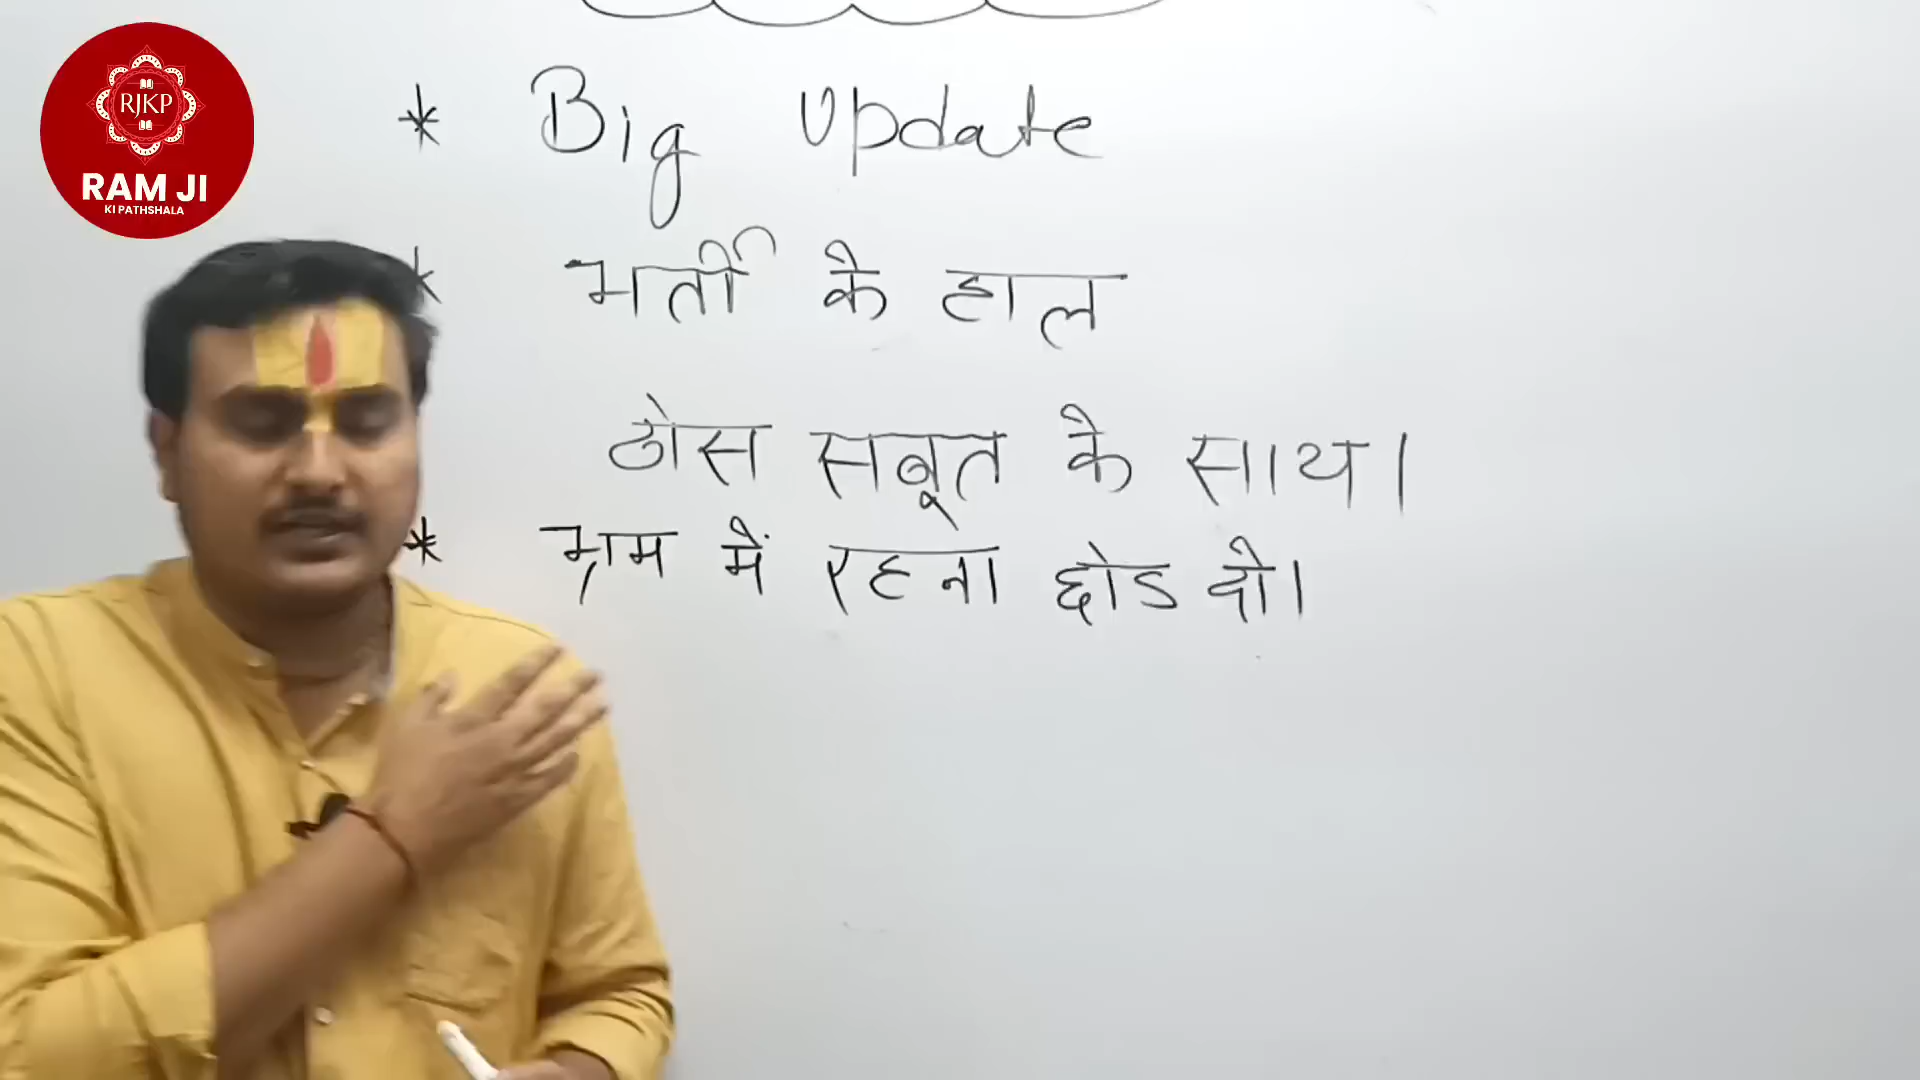 RJKP
RAM JI
KI PATHSHALA
* Big Update
* भर्ती के हाल
ठोस सबूत के साथ।
* भ्रम में रहना छोड दो।